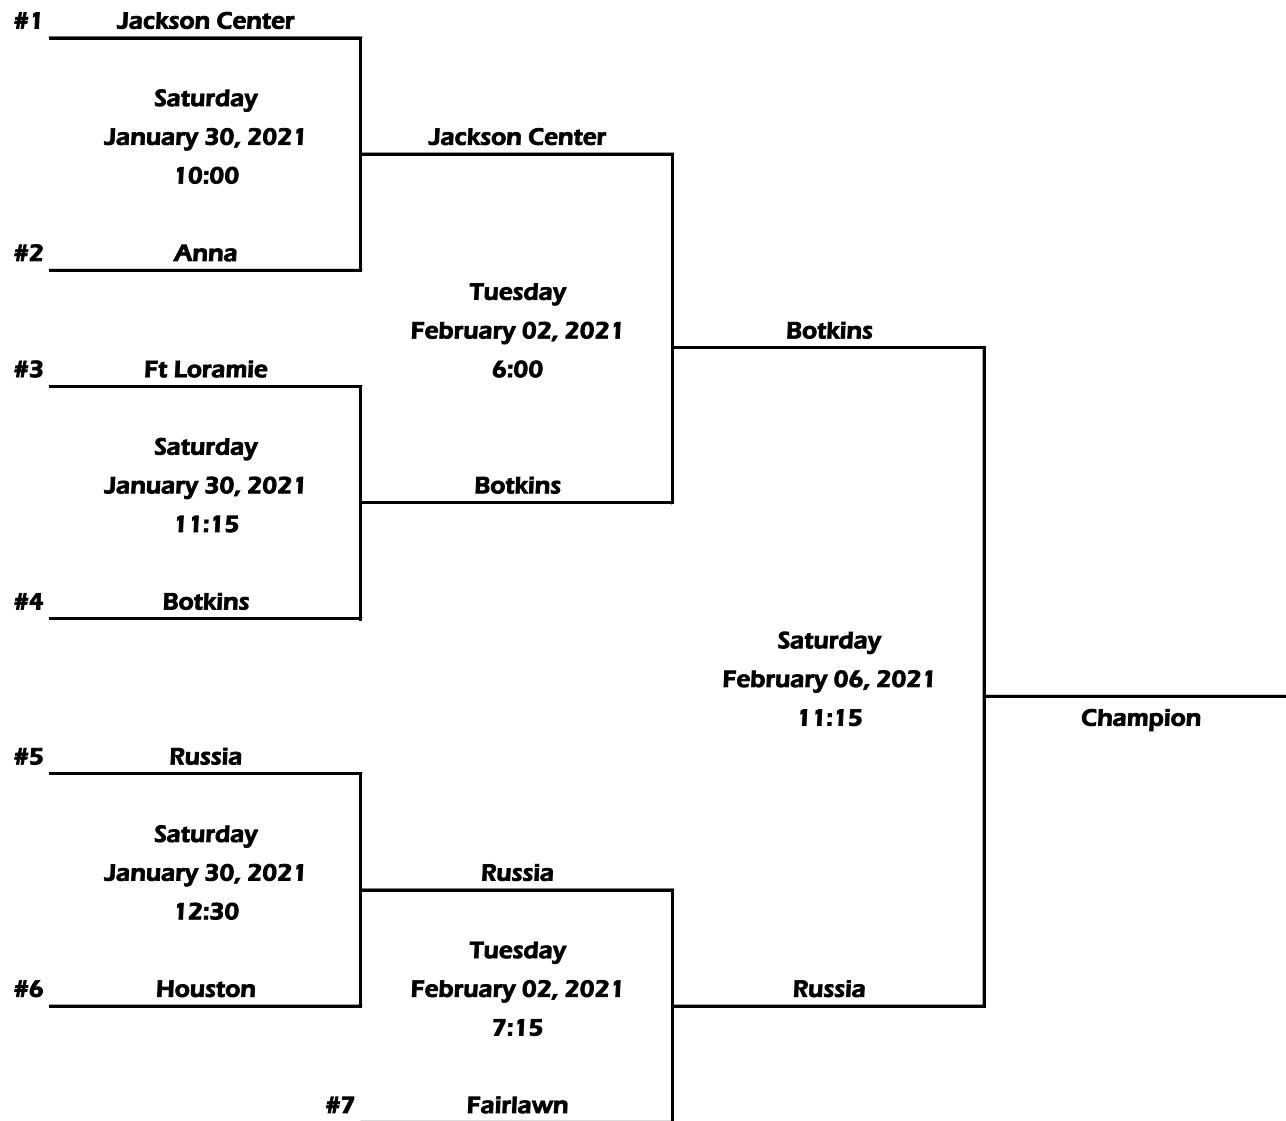 #1 Jackson Center
Saturday
January 30, 2021
10:00
#2 Anna
Jackson Center
Tuesday
February 02, 2021
6:00
#3 Ft Loramie
Saturday
January 30, 2021
11:15
#4 Botkins
Botkins
Botkins
Saturday
February 06, 2021
11:15
Champion
#5 Russia
Saturday
January 30, 2021
12:30
#6 Houston
Russia
Tuesday
February 02, 2021
7:15
#7 Fairlawn
Russia